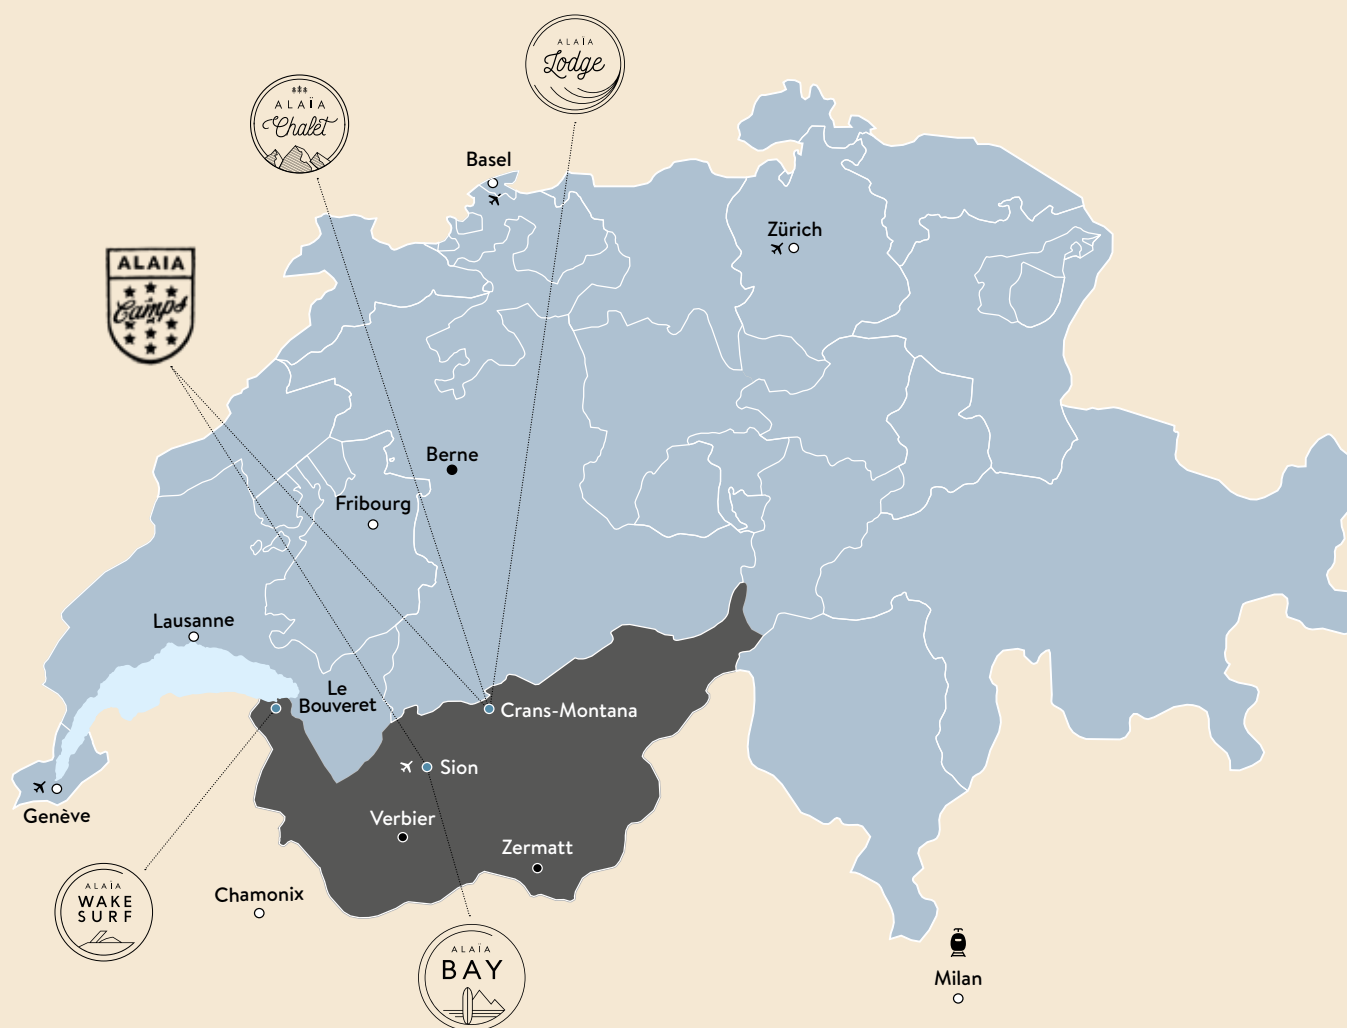 ALAÏA
Lodge
ALAÏA
Chalet
Basel
Zürich
ALAIA
Camps
Berne
Fribourg
Lausanne
Le
Bouveret
Crans-Montana
Sion
Genève
Verbier
Zermatt
ALAÏA
WAKE
SURF
Chamonix
ALAÏA
BAY
Milan